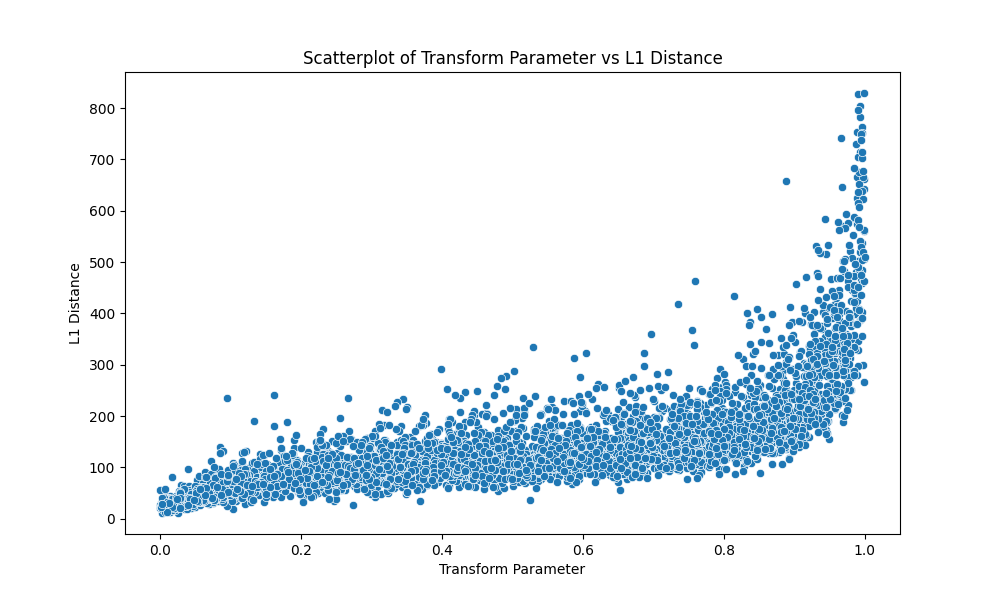 Scatterplot of Transform Parameter vs L1 Distance
800
700
600
500
400
300
200
100
0
L1 Distance
0.0 0.2 0.4 0.6 0.8 1.0
Transform Parameter